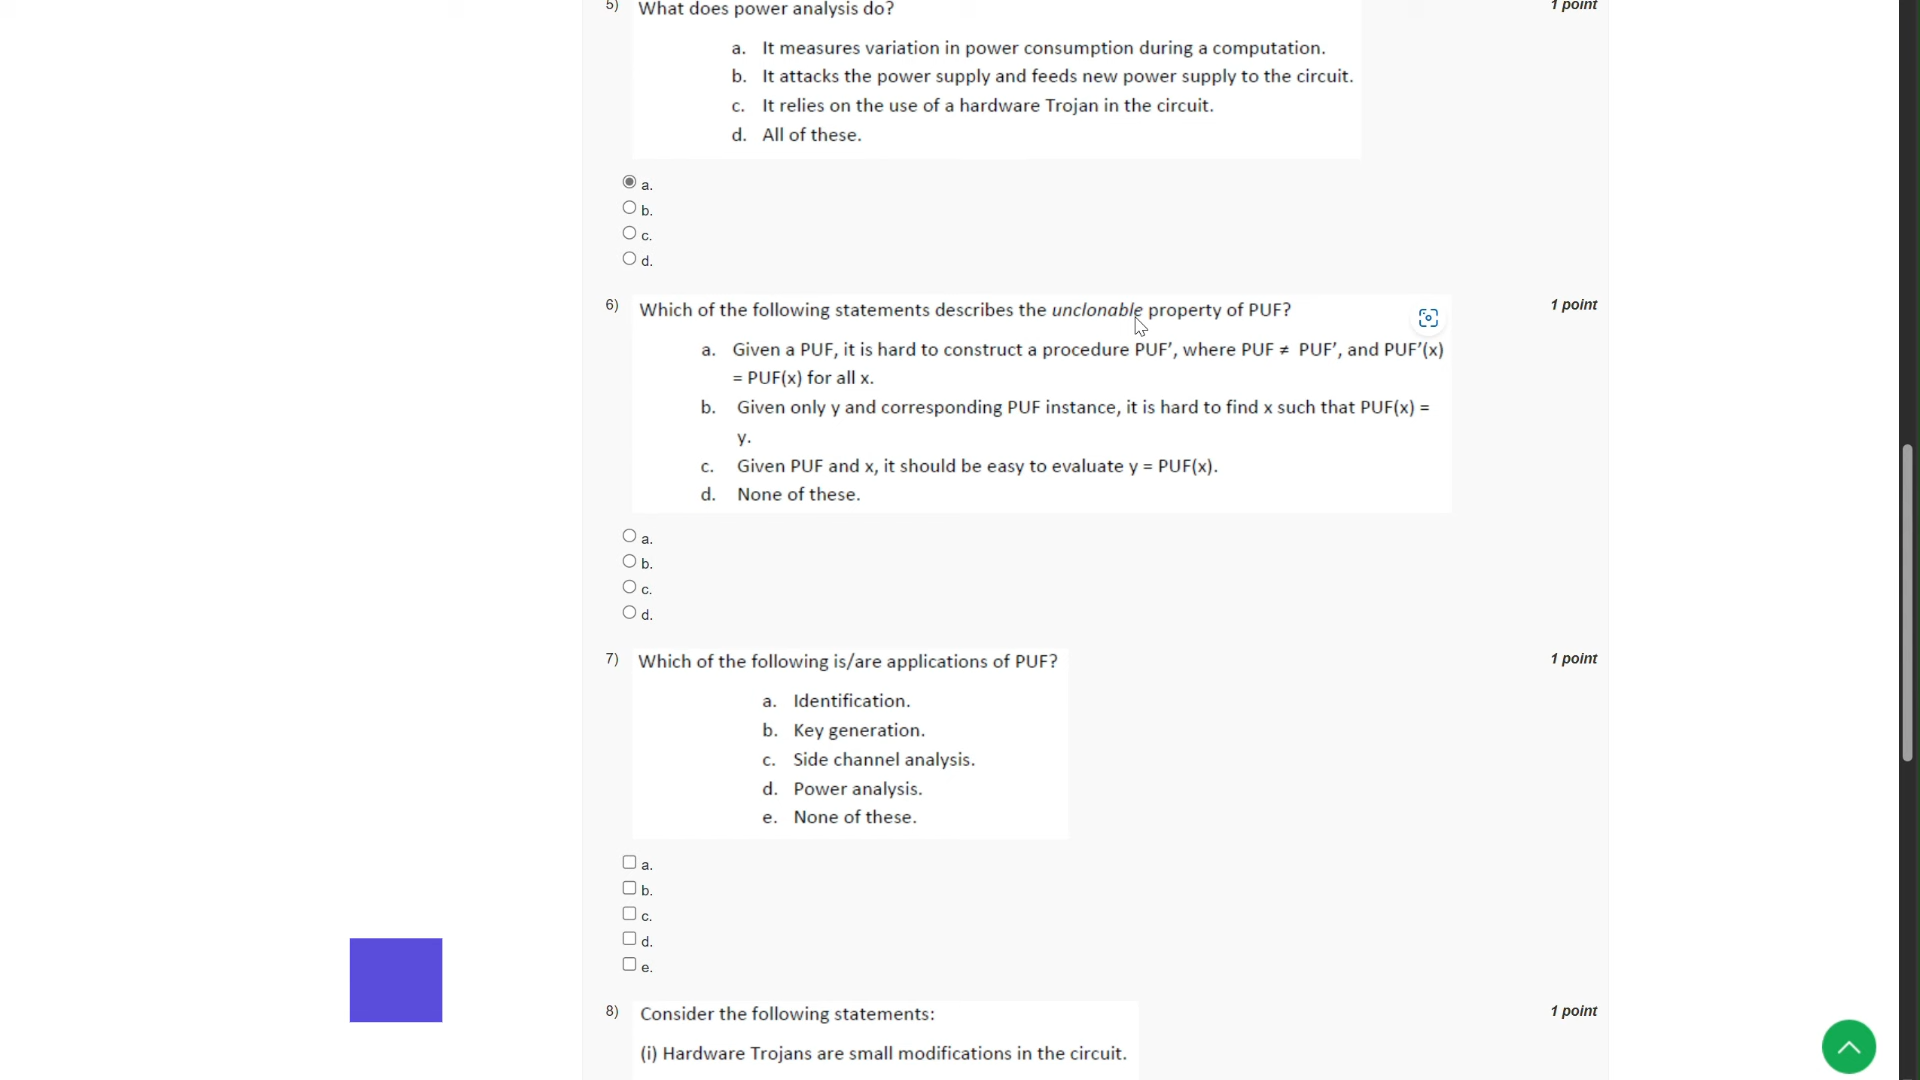 5) What does power analysis do? 1 point
a. It measures variation in power consumption during a computation.
b. It attacks the power supply and feeds new power supply to the circuit.
c. It relies on the use of a hardware Trojan in the circuit.
d. All of these.
a.
b.
c.
d.
6) Which of the following statements describes the unclonable property of PUF? 1 point
a. Given a PUF, it is hard to construct a procedure PUF′, where PUF ≠ PUF′, and PUF′(x)
= PUF(x) for all x.
b. Given only y and corresponding PUF instance, it is hard to find x such that PUF(x) =
y.
c. Given PUF and x, it should be easy to evaluate y = PUF(x).
d. None of these.
a.
b.
c.
d.
7) Which of the following is/are applications of PUF? 1 point
a. Identification.
b. Key generation.
c. Side channel analysis.
d. Power analysis.
e. None of these.
a.
b.
c.
d.
e.
8) Consider the following statements: 1 point
(i) Hardware Trojans are small modifications in the circuit.